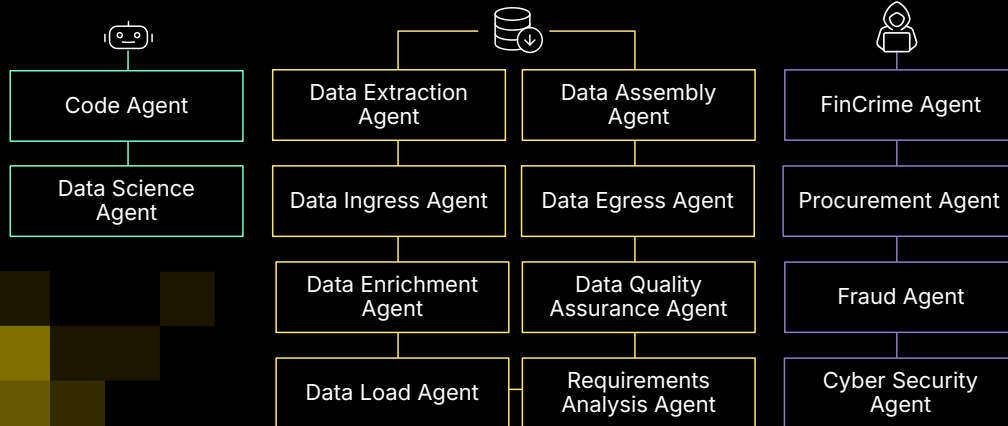 Code Agent
Data Science
Agent
Data Extraction
Agent
Data Ingress Agent
Data Enrichment
Agent
Data Load Agent
Data Assembly
Agent
Data Egress Agent
Data Quality
Assurance Agent
Requirements
Analysis Agent
FinCrime Agent
Procurement Agent
Fraud Agent
Cyber Security
Agent